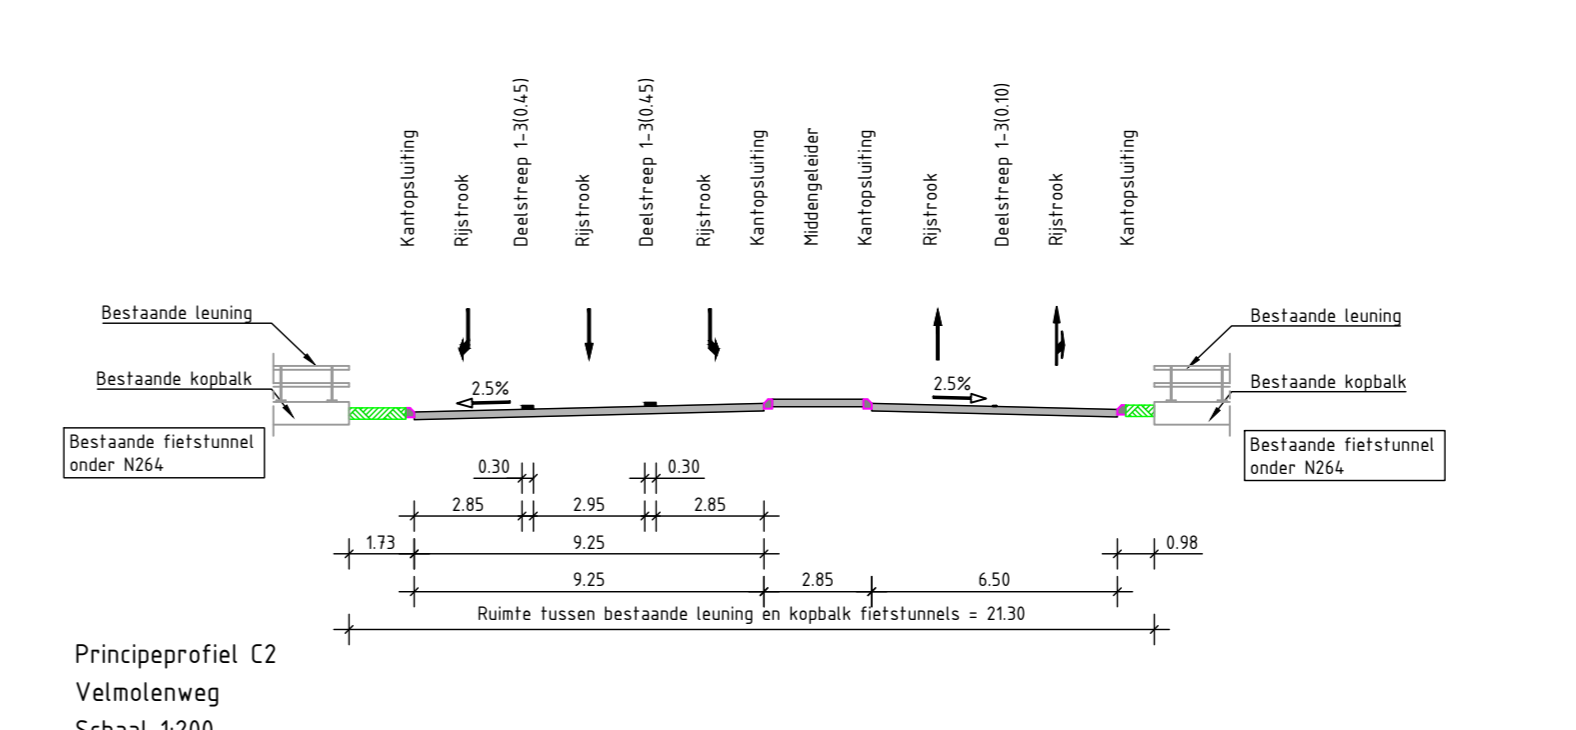 Kantopsluiting
Rijstrook
Deelstreep 1-3(0.45)
Rijstrook
Deelstreep 1-3(0.45)
Rijstrook
Kantopsluiting
Middengeleider
Kantopsluiting
Rijstrook
Deelstreep 1-3(0.10)
Rijstrook
Kantopsluiting
Bestaande leuning
Bestaande leuning
Bestaande kopbalk
2.5%
2.5%
Bestaande kopbalk
Bestaande fietstunnel
onder N264
Bestaande fietstunnel
onder N264
0.30
0.30
2.85
2.95
2.85
1.73
9.25
0.98
9.25
2.85
6.50
Ruimte tussen bestaande leuning en kopbalk fietstunnels = 21.30
Principeprofiel C2
Velmolenweg
Schaal 1:200